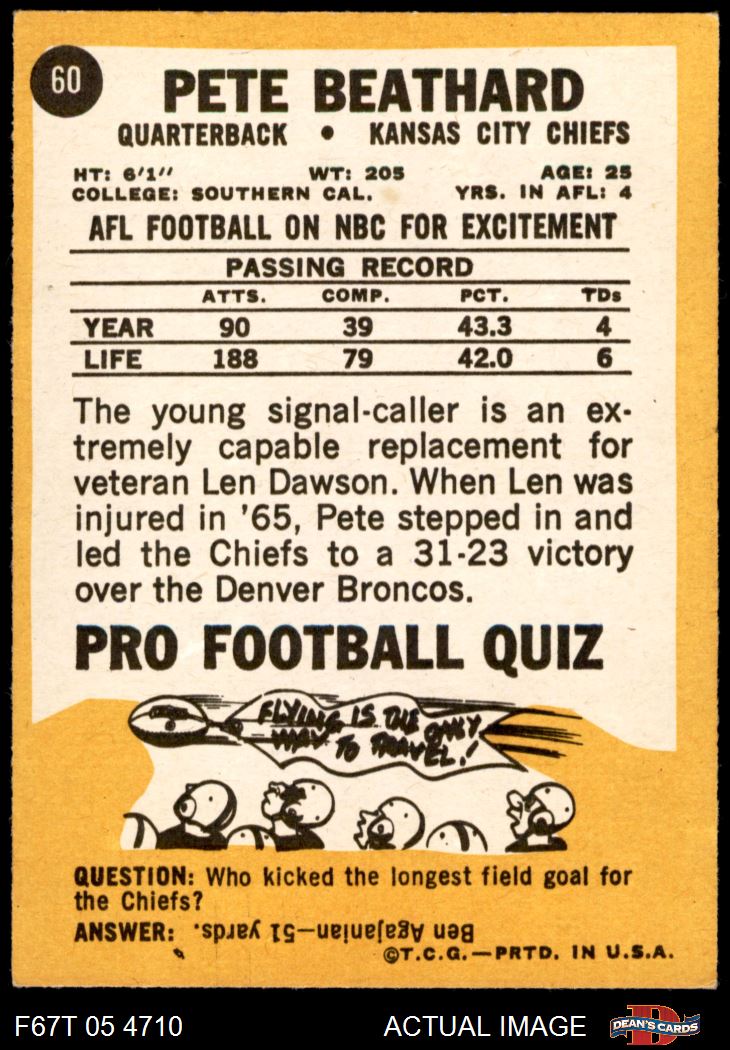 60
PETE BEATHARD
QUARTERBACK • KANSAS CITY CHIEFS
HT: 6'1" WT: 205 AGE: 25
COLLEGE: SOUTHERN CAL. YRS. IN AFL: 4
AFL FOOTBALL ON NBC FOR EXCITEMENT
PASSING RECORD
ATTS. COMP. PCT. TDs
YEAR 90 39 43.3 4
LIFE 188 79 42.0 6
The young signal-caller is an ex-
tremely capable replacement for
veteran Len Dawson. When Len was
injured in '65, Pete stepped in and
led the Chiefs to a 31-23 victory
over the Denver Broncos.
PRO FOOTBALL QUIZ
FLYING IS THE ONLY
WAY TO TRAVEL!
QUESTION: Who kicked the longest field goal for
the Chiefs?
ANSWER: Ben Agajanian—51 yards.
©T.C.G.—PRTD. IN U.S.A.
F67T 05 4710 ACTUAL IMAGE D DEAN'S CARDS